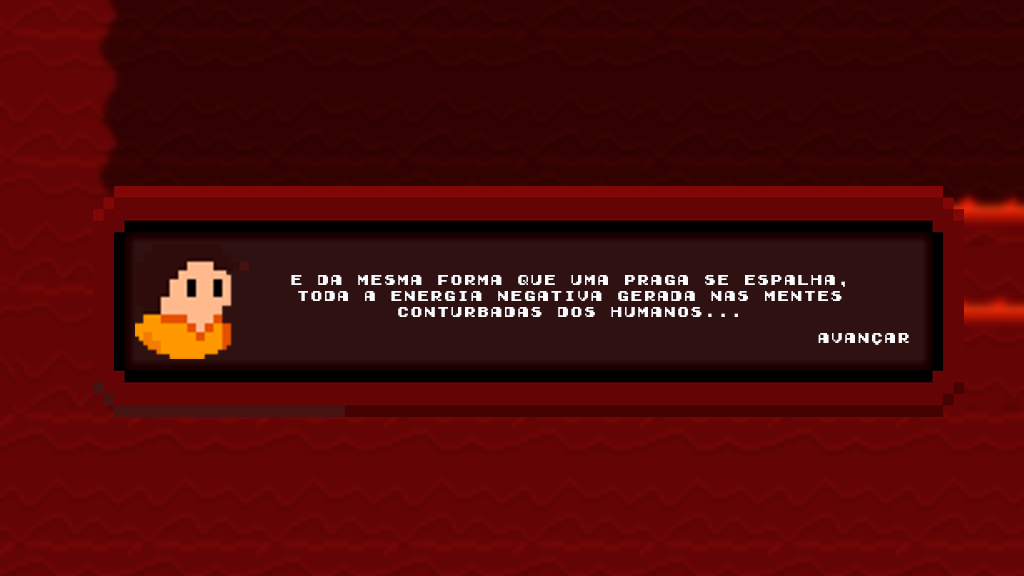 E DA MESMA FORMA QUE UMA PRAGA SE ESPALHA,
TODA A ENERGIA NEGATIVA GERADA NAS MENTES
CONTURBADAS DOS HUMANOS...
AVANÇAR